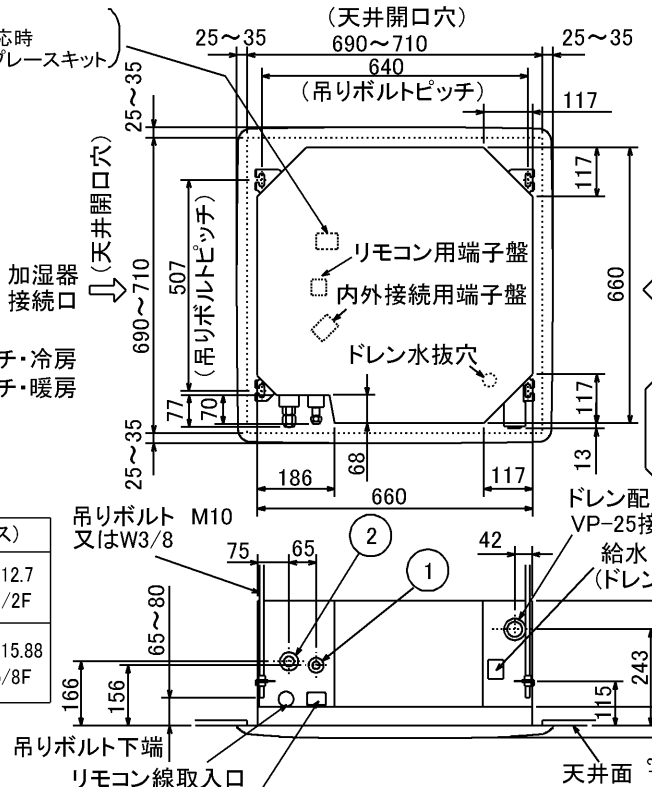 (天井開口穴)
応時
プレースキット)
25~35
690~710
25~35
640
(吊りボルトピッチ)
117
25~35
(天井開口穴)
690~710
507
(吊りボルトピッチ)
117
660
加湿器
接続口
リモコン用端子盤
内外接続用端子盤
ドレン水抜穴
チ・冷房
チ・暖房
77
70
68
117
13
25~35
186
117
660
ス)
12.7
/2F
15.88
5/8F
吊りボルト M10
又はW3/8
75
65
2
1
42
ドレン配
VP-25接
給水
(ドレン
65~80
166
156
243
115
吊りボルト下端
リモコン線取入口
天井面